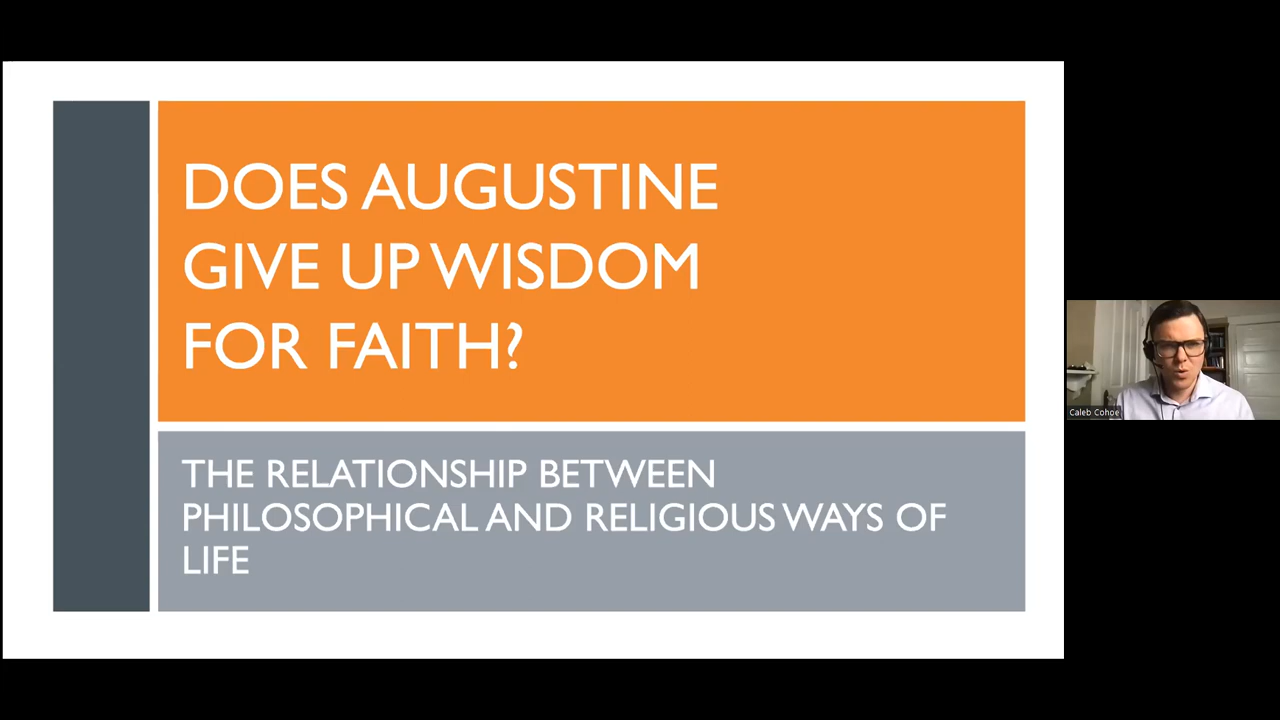 DOES AUGUSTINE
GIVE UP WISDOM
FOR FAITH?
THE RELATIONSHIP BETWEEN
PHILOSOPHICAL AND RELIGIOUS WAYS OF
LIFE
Caleb Cohoe